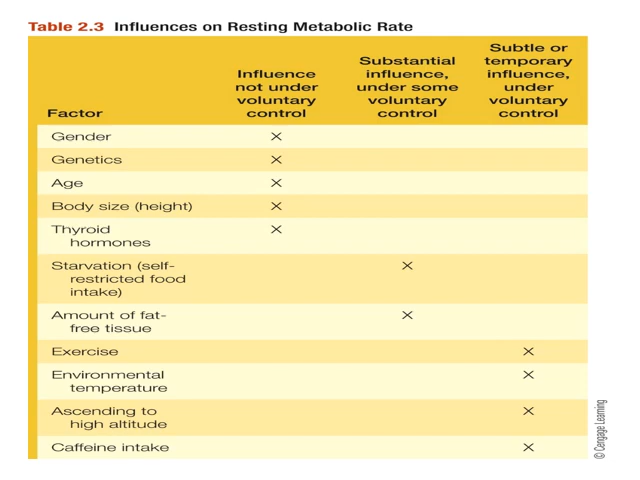 Table 2.3 Influences on Resting Metabolic Rate
Factor
Influence
not under
voluntary
control
Substantial
influence,
under some
voluntary
control
Subtle or
temporary
influence,
under
voluntary
control
Gender X
Genetics X
Age X
Body size (height) X
Thyroid X
hormones
Starvation (self- X
restricted food
intake)
Amount of fat- X
free tissue
Exercise X
Environmental X
temperature
Ascending to X
high altitude
Caffeine intake X
© Cengage Learning